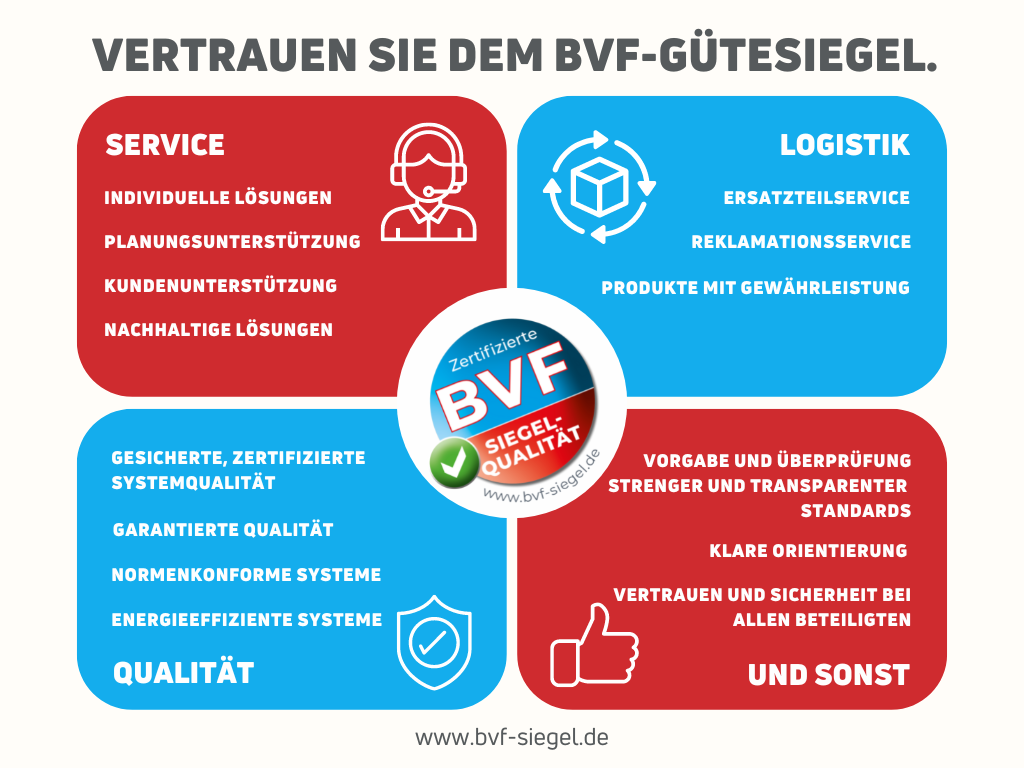 VERTRAUEN SIE DEM BVF-GÜTESIEGEL.
SERVICE
INDIVIDUELLE LÖSUNGEN
PLANUNGSUNTERSTÜTZUNG
KUNDENUNTERSTÜTZUNG
NACHHALTIGE LÖSUNGEN
LOGISTIK
ERSATZTEILSERVICE
REKLAMATIONSSERVICE
PRODUKTE MIT GEWÄHRLEISTUNG
Zertifizierte
BVF
SIEGEL-
QUALITÄT
www.bvf-siegel.de
GESICHERTE, ZERTIFIZIERTE
SYSTEMQUALITÄT
GARANTIERTE QUALITÄT
NORMENKONFORME SYSTEME
ENERGIEEFFIZIENTE SYSTEME
QUALITÄT
VORGABE UND ÜBERPRÜFUNG
STRENGER UND TRANSPARENTER
STANDARDS
KLARE ORIENTIERUNG
VERTRAUEN UND SICHERHEIT BEI
ALLEN BETEILIGTEN
UND SONST
www.bvf-siegel.de